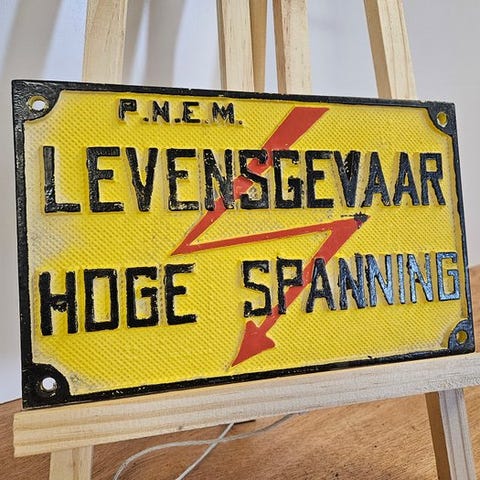 P.N.E.M.
LEVENSGEVAAR
HOGE SPANNING